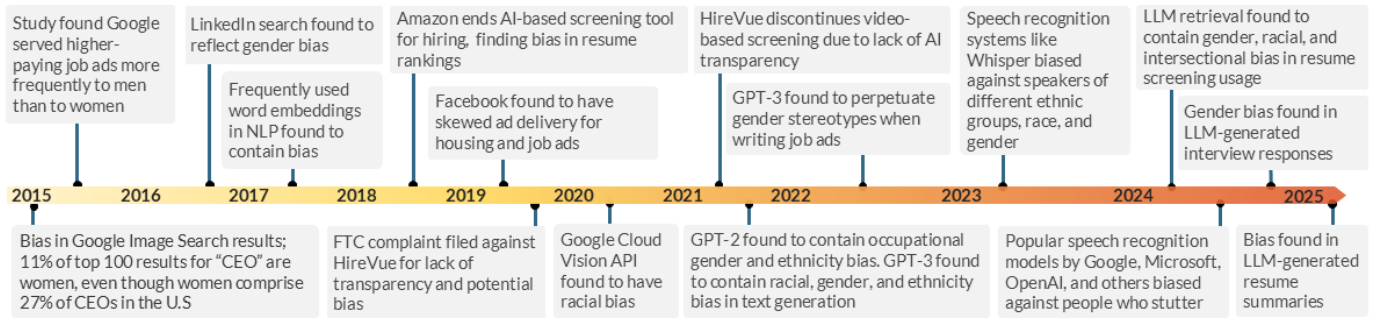 Study found Google
served higher-
paying job ads more
frequently to men
than to women
LinkedIn search found to
reflect gender bias
Frequently used
word embeddings
in NLP found to
contain bias
Amazon ends AI-based screening tool
for hiring, finding bias in resume
rankings
Facebook found to have
skewed ad delivery for
housing and job ads
HireVue discontinues video-
based screening due to lack of AI
transparency
GPT-3 found to perpetuate
gender stereotypes when
writing job ads
Speech recognition
systems like
Whisper biased
against speakers of
different ethnic
groups, race, and
gender
LLM retrieval found to
contain gender, racial, and
intersectional bias in resume
screening usage
Gender bias found in
LLM-generated
interview responses
2015 2016 2017 2018 2019 2020 2021 2022 2023 2024 2025
Bias in Google Image Search results;
11% of top 100 results for “CEO” are
women, even though women comprise
27% of CEOs in the U.S
FTC complaint filed against
HireVue for lack of
transparency and potential
bias
Google Cloud
Vision API
found to have
racial bias
GPT-2 found to contain occupational
gender and ethnicity bias. GPT-3 found
to contain racial, gender, and ethnicity
bias in text generation
Popular speech recognition
models by Google, Microsoft,
OpenAI, and others biased
against people who stutter
Bias found in
LLM-generated
resume
summaries